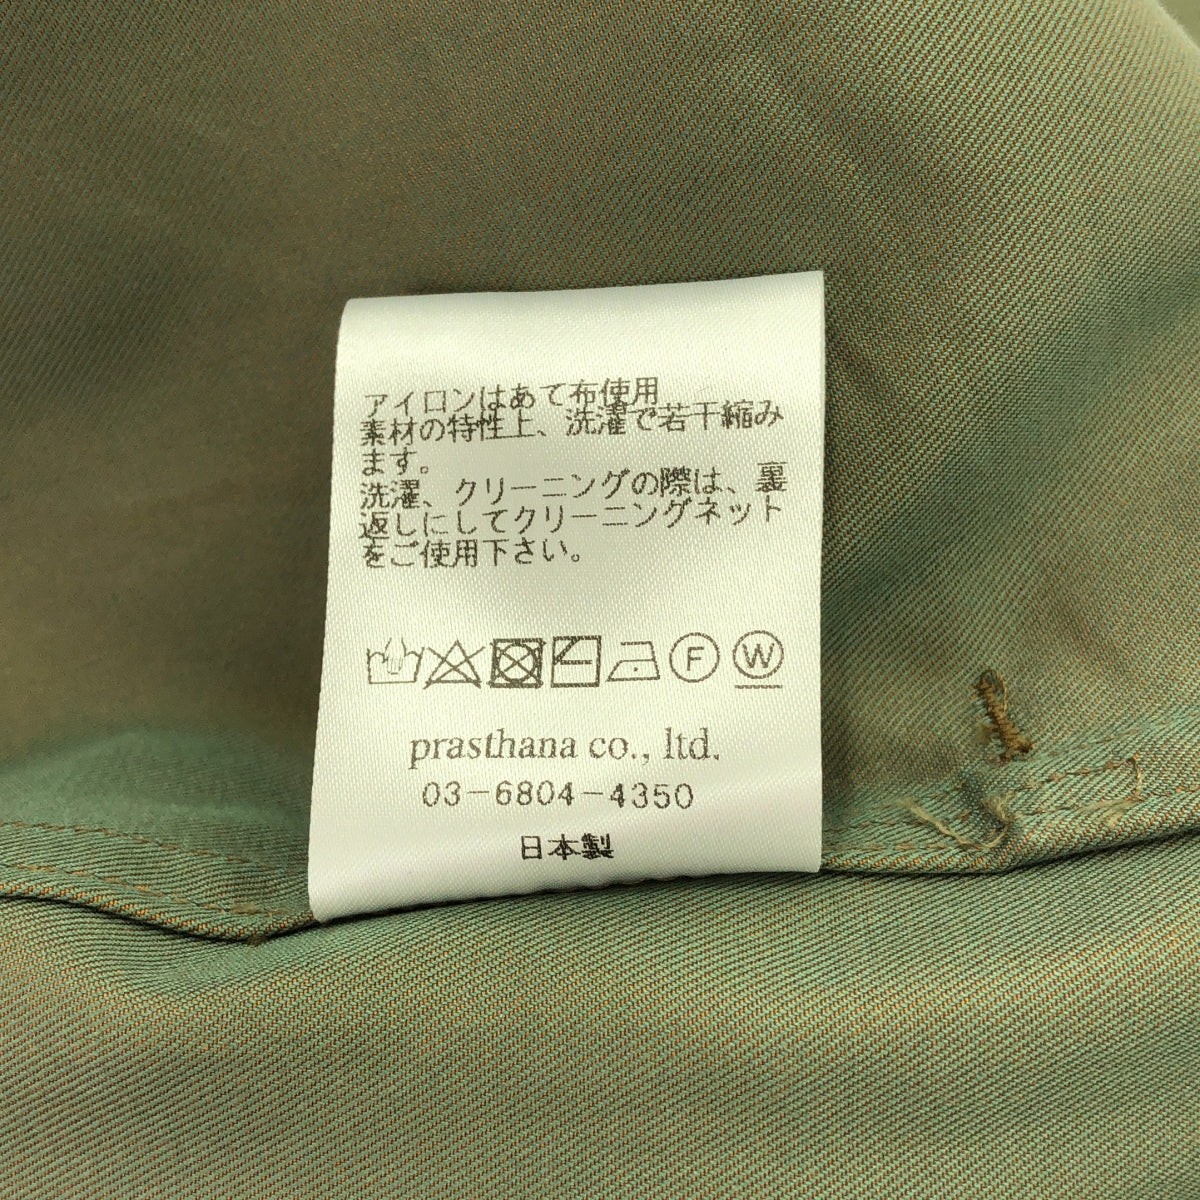 アイロンはあて布使用
素材の特性上、洗濯で若干縮み
ます。
洗濯、クリーニングの際は、裏
返しにしてクリーニングネット
をご使用下さい。
F W
prasthana co., ltd.
03-6804-4350
日本製